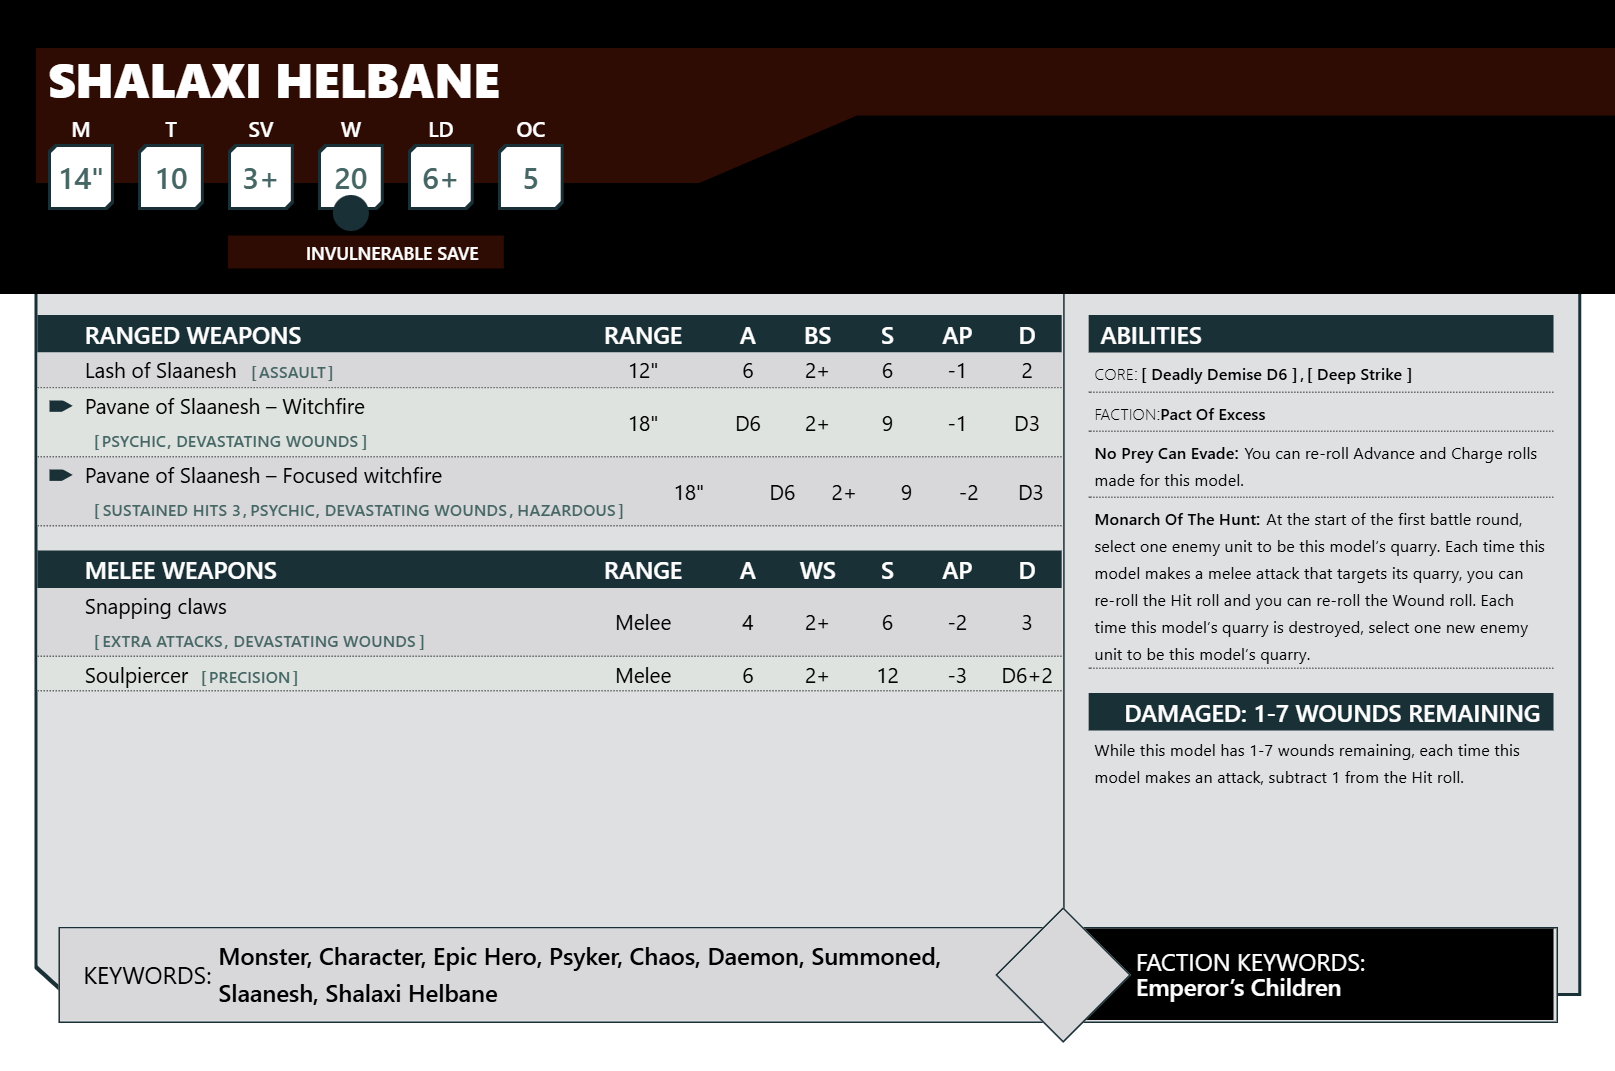 SHALAXI HELBANE
M T SV W LD OC
14" 10 3+ 20 6+ 5
INVULNERABLE SAVE
RANGED WEAPONS RANGE A BS S AP D
Lash of Slaanesh [ASSAULT] 12" 6 2+ 6 -1 2
Pavane of Slaanesh – Witchfire
[PSYCHIC, DEVASTATING WOUNDS] 18" D6 2+ 9 -1 D3
Pavane of Slaanesh – Focused witchfire
[SUSTAINED HITS 3, PSYCHIC, DEVASTATING WOUNDS, HAZARDOUS] 18" D6 2+ 9 -2 D3
MELEE WEAPONS RANGE A WS S AP D
Snapping claws
[EXTRA ATTACKS, DEVASTATING WOUNDS] Melee 4 2+ 6 -2 3
Soulpiercer [PRECISION] Melee 6 2+ 12 -3 D6+2
ABILITIES
CORE: [ Deadly Demise D6 ], [ Deep Strike ]
FACTION:Pact Of Excess
No Prey Can Evade: You can re-roll Advance and Charge rolls
made for this model.
Monarch Of The Hunt: At the start of the first battle round,
select one enemy unit to be this model’s quarry. Each time this
model makes a melee attack that targets its quarry, you can
re-roll the Hit roll and you can re-roll the Wound roll. Each
time this model’s quarry is destroyed, select one new enemy
unit to be this model’s quarry.
DAMAGED: 1-7 WOUNDS REMAINING
While this model has 1-7 wounds remaining, each time this
model makes an attack, subtract 1 from the Hit roll.
KEYWORDS: Monster, Character, Epic Hero, Psyker, Chaos, Daemon, Summoned,
Slaanesh, Shalaxi Helbane
FACTION KEYWORDS:
Emperor’s Children